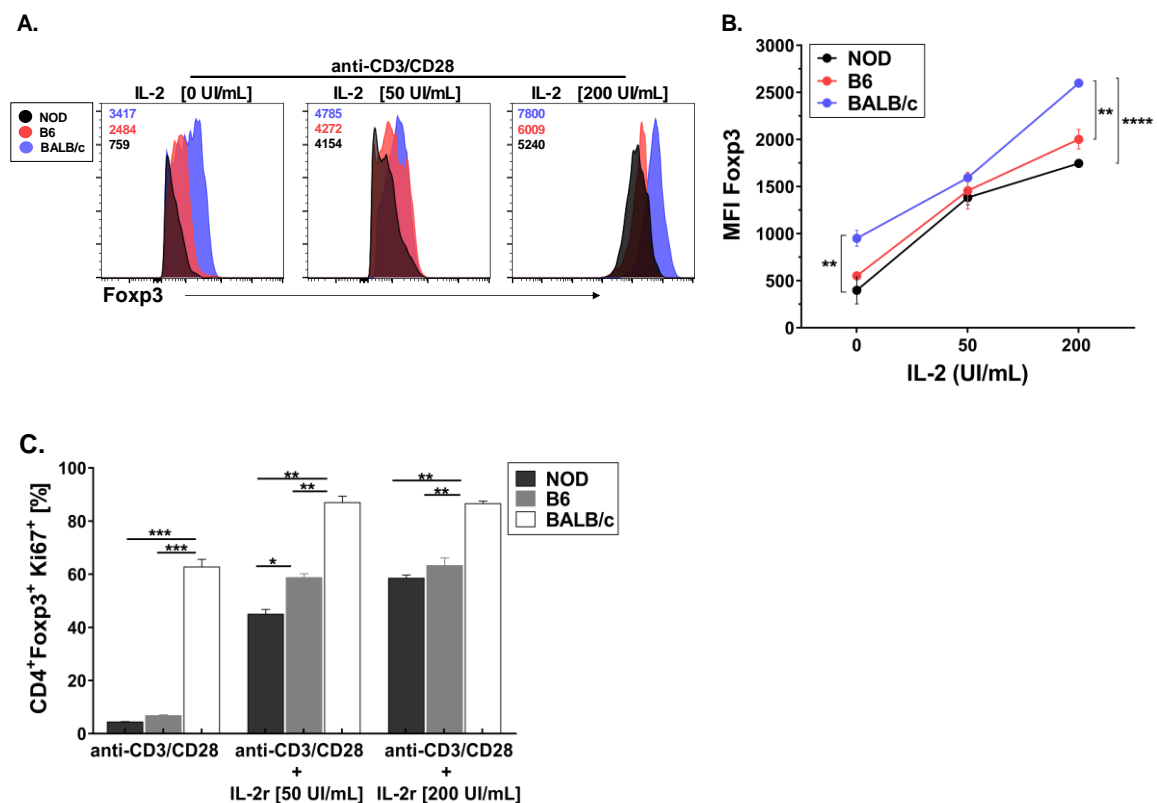 A.
anti-CD3/CD28
IL-2 [0 UI/mL]
IL-2 [50 UI/mL]
IL-2 [200 UI/mL]
NOD
B6
BALB/c
3417
2484
759
4785
4272
4154
7800
6009
5240
Foxp3
B.
NOD
B6
BALB/c
3000
2500
2000
1500
1000
500
0
MFI Foxp3
**
**
****
0 50 200
IL-2 (UI/mL)
C.
NOD
B6
BALB/c
100
80
60
40
20
0
CD4⁺Foxp3⁺ Ki67⁺ [%]
***
***
**
**
*
**
**
anti-CD3/CD28
anti-CD3/CD28
+
IL-2r [50 UI/mL]
anti-CD3/CD28
+
IL-2r [200 UI/mL]